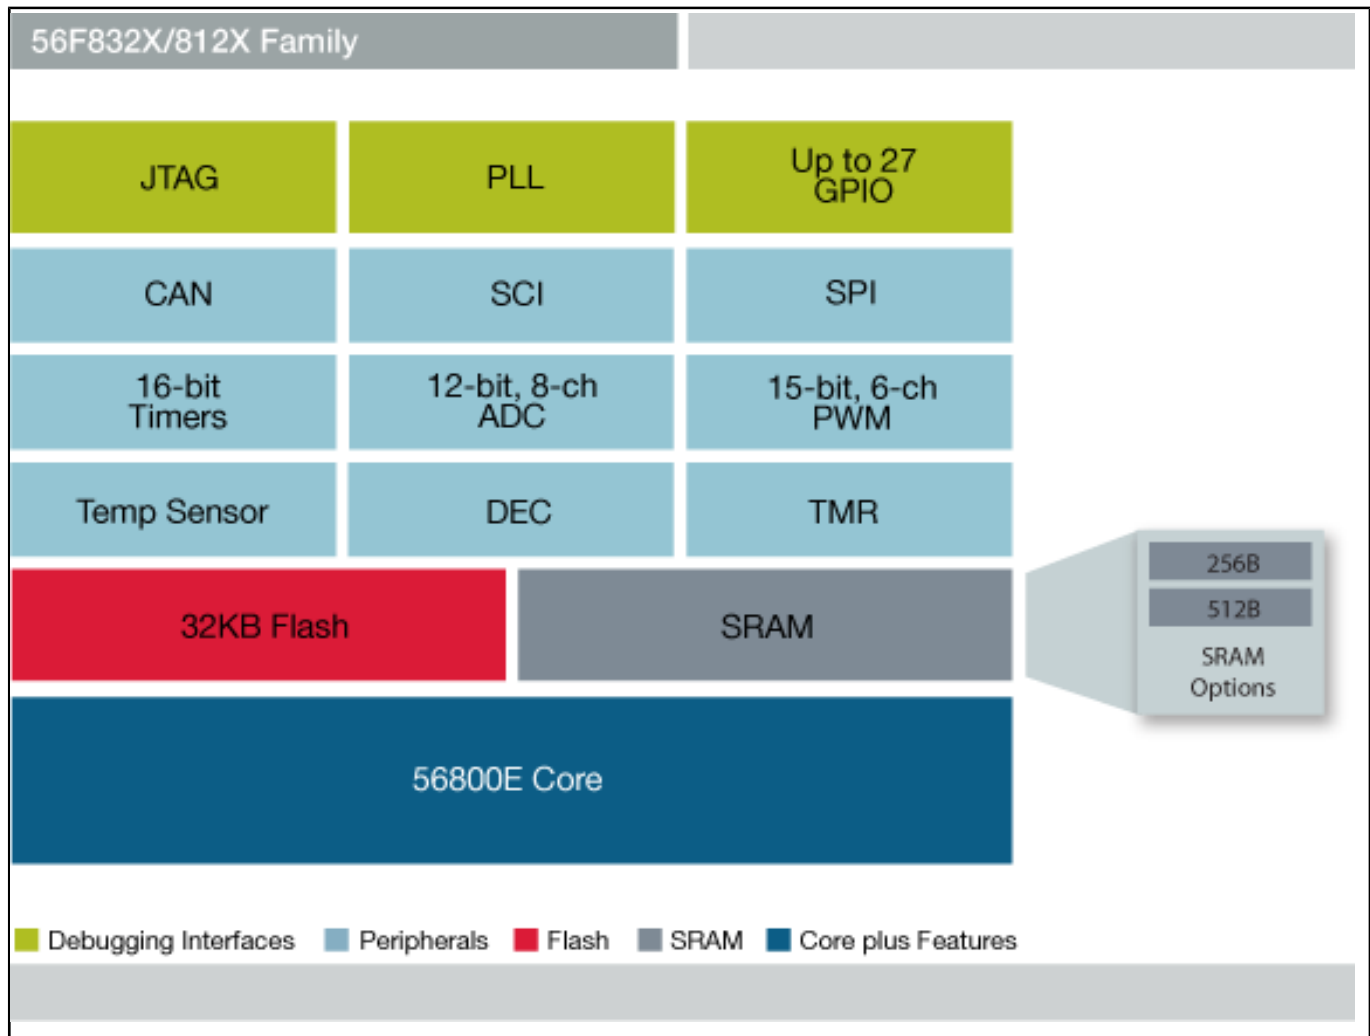 56F832X/812X Family
JTAG
PLL
Up to 27
GPIO
CAN
SCI
SPI
16-bit
Timers
12-bit, 8-ch
ADC
15-bit, 6-ch
PWM
Temp Sensor
DEC
TMR
32KB Flash
SRAM
256B
512B
SRAM
Options
56800E Core
Debugging Interfaces
Peripherals
Flash
SRAM
Core plus Features